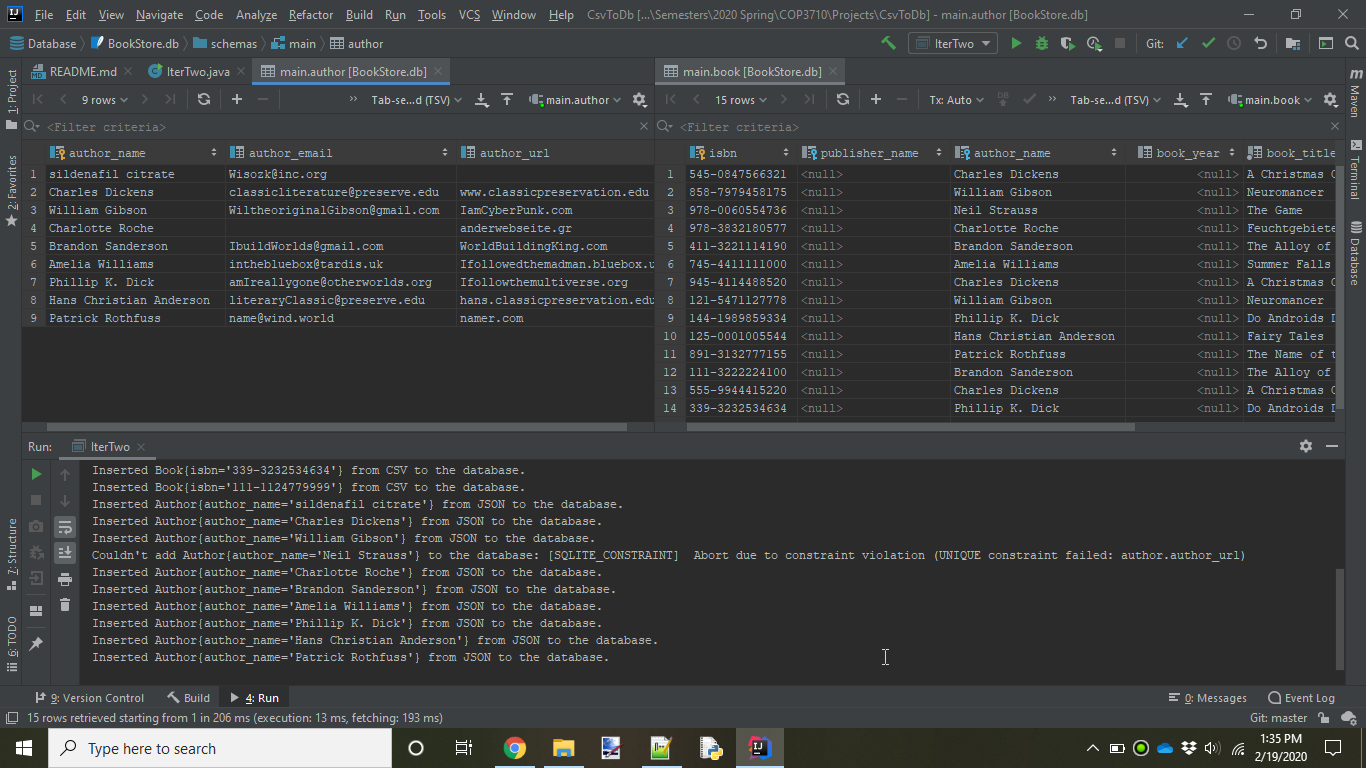 File Edit View Navigate Code Analyze Refactor Build Run Tools VCS Window Help CsvToDb [...\Semesters\2020 Spring\COP3710\Projects\CsvToDb] - main.author [BookStore.db]
Database BookStore.db schemas main author IterTwo Git:
README.md IterTwo.java main.author [BookStore.db] main.book [BookStore.db]
9 rows Tab-se...d (TSV) main.author 15 rows Tx: Auto DB Tab-se...d (TSV) main.book
<Filter criteria> <Filter criteria>
author_name author_email author_url
1 sildenafil citrate Wisozk@inc.org
2 Charles Dickens classicliterature@preserve.edu www.classicpreservation.edu
3 William Gibson WiltheoriginalGibson@gmail.com IamCyberPunk.com
4 Charlotte Roche anderwebseite.gr
5 Brandon Sanderson IbuildWorlds@gmail.com WorldBuildingKing.com
6 Amelia Williams inthebluebox@tardis.uk Ifollowedthemadman.bluebox.u
7 Phillip K. Dick amIreallygone@otherworlds.org Ifollowthemultiverse.org
8 Hans Christian Anderson literaryClassic@preserve.edu hans.classicpreservation.edu
9 Patrick Rothfuss name@wind.world namer.com
isbn publisher_name author_name book_year book_title
1 545-0847566321 <null> Charles Dickens <null> A Christmas C
2 858-7979458175 <null> William Gibson <null> Neuromancer
3 978-0060554736 <null> Neil Strauss <null> The Game
4 978-3832180577 <null> Charlotte Roche <null> Feuchtgebiete
5 411-3221114190 <null> Brandon Sanderson <null> The Alloy of
6 745-4411111000 <null> Amelia Williams <null> Summer Falls
7 945-4114488520 <null> Charles Dickens <null> A Christmas C
8 121-5471127778 <null> William Gibson <null> Neuromancer
9 144-1989859334 <null> Phillip K. Dick <null> Do Androids D
10 125-0001005544 <null> Hans Christian Anderson <null> Fairy Tales
11 891-3132777155 <null> Patrick Rothfuss <null> The Name of t
12 111-3222224100 <null> Brandon Sanderson <null> The Alloy of
13 555-9944415220 <null> Charles Dickens <null> A Christmas C
14 339-3232534634 <null> Phillip K. Dick <null> Do Androids D
1: Project
2: Favorites
7: Structure
6: TODO
Maven
Terminal
Database
Run: IterTwo
Inserted Book{isbn='339-3232534634'} from CSV to the database.
Inserted Book{isbn='111-1124779999'} from CSV to the database.
Inserted Author{author_name='sildenafil citrate'} from JSON to the database.
Inserted Author{author_name='Charles Dickens'} from JSON to the database.
Inserted Author{author_name='William Gibson'} from JSON to the database.
Couldn't add Author{author_name='Neil Strauss'} to the database: [SQLITE_CONSTRAINT]  Abort due to constraint violation (UNIQUE constraint failed: author.author_url)
Inserted Author{author_name='Charlotte Roche'} from JSON to the database.
Inserted Author{author_name='Brandon Sanderson'} from JSON to the database.
Inserted Author{author_name='Amelia Williams'} from JSON to the database.
Inserted Author{author_name='Phillip K. Dick'} from JSON to the database.
Inserted Author{author_name='Hans Christian Anderson'} from JSON to the database.
Inserted Author{author_name='Patrick Rothfuss'} from JSON to the database.
9: Version Control Build 4: Run 0: Messages Event Log
15 rows retrieved starting from 1 in 206 ms (execution: 13 ms, fetching: 193 ms) Git: master
Type here to search
1:35 PM
2/19/2020